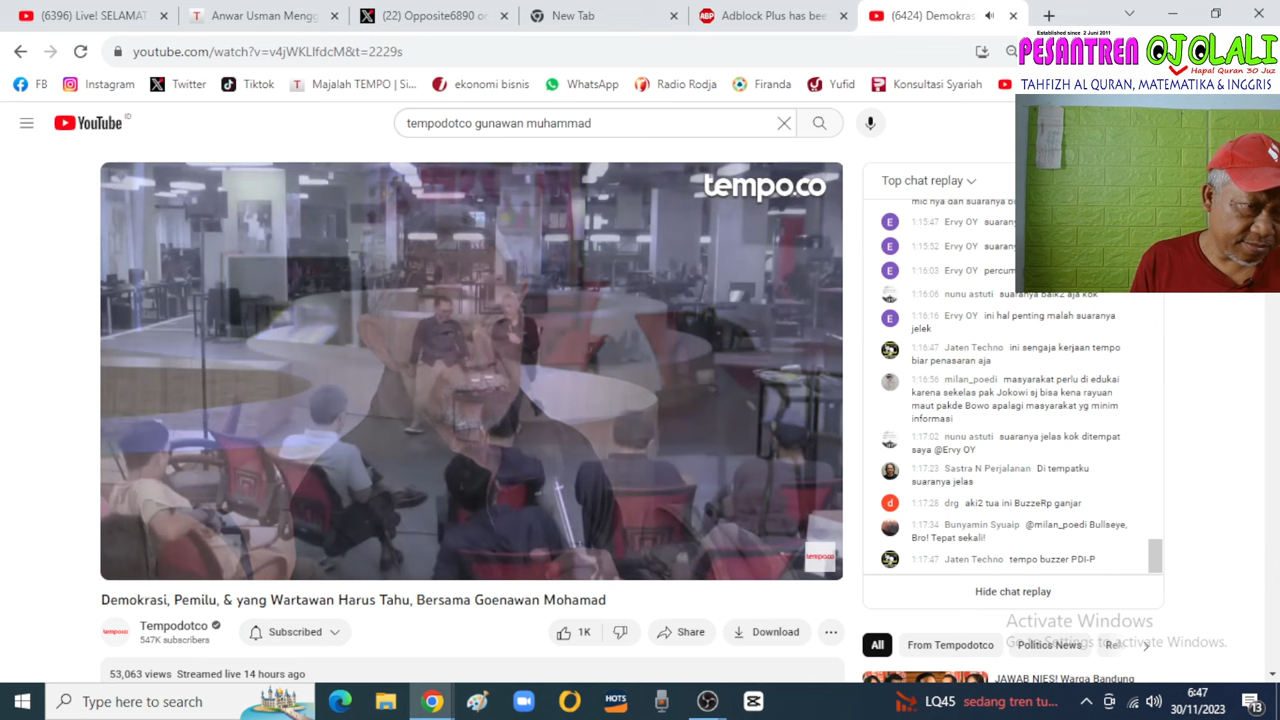 (6396) Live! SELAMAT
Anwar Usman Mengg
(22) Opposite6890 or
New Tab
Adblock Plus has bee
(6424) Demokras
Established since 2 Juni 2011
PESANTREN OJOLALI
Hapal Quran 30 Juz
TAHFIZH AL QURAN, MATEMATIKA & INGGRIS
FB
Instagram
Twitter
Tiktok
Majalah TEMPO | Si...
ekonomi bisnis
WhatsApp
Radio Rodja
Firanda
Yufid
Konsultasi Syariah
YouTube
ID
tempodotco gunawan muhammad
tempo.co
tempo.co
Top chat replay
mic nya dan suaranya
1:15:47 Ervy OY
1:15:52 Ervy OY
1:16:03 Ervy OY
1:16:06 nunu astuti suaranya baik2 aja kok
1:16:16 Ervy OY ini hal penting malah suaranya
jelek
1:16:47 Jaten Techno ini sengaja kerjaan tempo
biar penasaran aja
1:16:56 milan_poedi masyarakat perlu di edukai
karena sekelas pak Jokowi sj bisa kena rayuan
maut pakde Bowo apalagi masyarakat yg minim
informasi
1:17:02 nunu astuti suaranya jelas kok ditempat
saya @Ervy OY
1:17:23 Sastra N Perjalanan Di tempatku
suaranya jelas
1:17:28 drg aki2 tua ini BuzzeRp ganjar
1:17:34 Bunyamin Syuaip @milan_poedi Bullseye,
Bro! Tepat sekali!
1:17:47 Jaten Techno tempo buzzer PDI-P
Hide chat replay
Demokrasi, Pemilu, & yang Wartawan Harus Tahu, Bersama Goenawan Mohamad
Tempodotco
547K subscribers
Subscribed
1K
Share
Download
53,063 views Streamed live 14 hours ago
Activate Windows
Go to Settings to activate Windows.
All
From Tempodotco
Politics News
JAWAB NIES! Warga Bandung
Type here to search
HOTS
LQ45 sedang tren tu...
6:47
30/11/2023
13